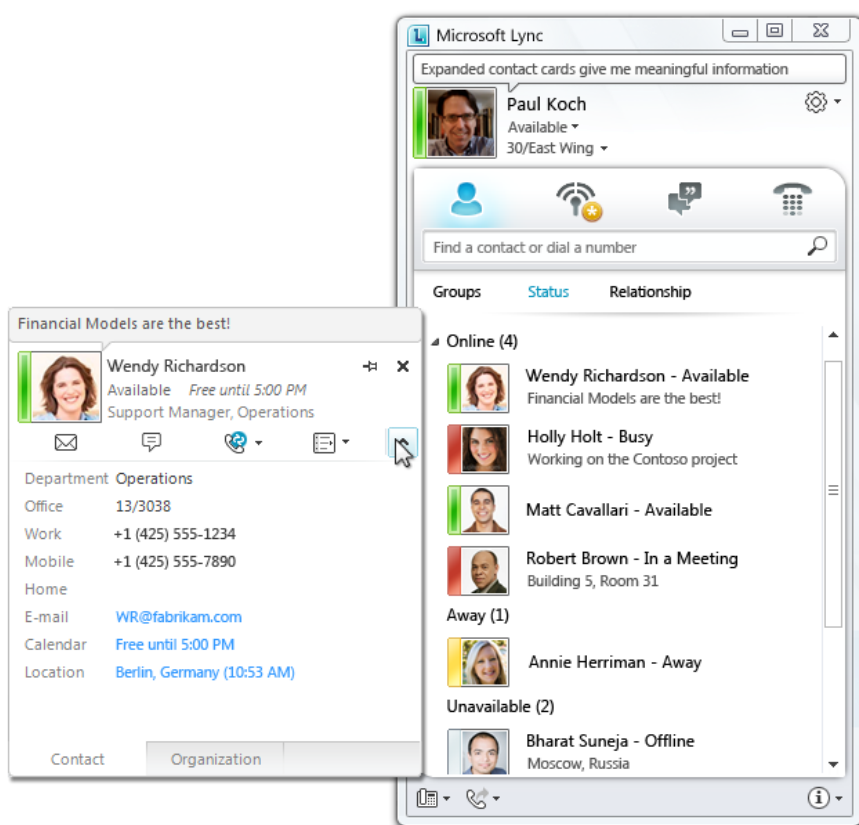 Microsoft Lync
Expanded contact cards give me meaningful information
Paul Koch
Available
30/East Wing
Find a contact or dial a number
Groups Status Relationship
Online (4)
Wendy Richardson - Available
Financial Models are the best!
Holly Holt - Busy
Working on the Contoso project
Matt Cavallari - Available
Robert Brown - In a Meeting
Building 5, Room 31
Away (1)
Annie Herriman - Away
Unavailable (2)
Bharat Suneja - Offline
Moscow, Russia
Financial Models are the best!
Wendy Richardson
Available Free until 5:00 PM
Support Manager, Operations
Department Operations
Office 13/3038
Work +1 (425) 555-1234
Mobile +1 (425) 555-7890
Home
E-mail WR@fabrikam.com
Calendar Free until 5:00 PM
Location Berlin, Germany (10:53 AM)
Contact Organization